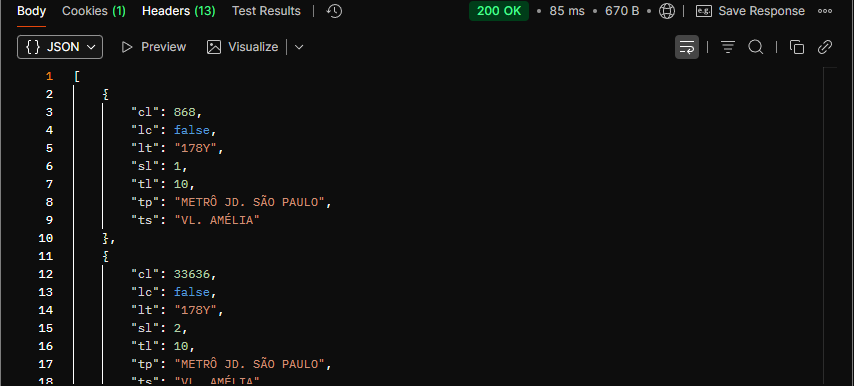 Body Cookies (1) Headers (13) Test Results 200 OK • 85 ms • 670 B • e.g. Save Response
{} JSON Preview Visualize
1 [
2 {
3 "cl": 868,
4 "lc": false,
5 "lt": "178Y",
6 "sl": 1,
7 "tl": 10,
8 "tp": "METRÔ JD. SÃO PAULO",
9 "ts": "VL. AMÉLIA"
10 },
11 {
12 "cl": 33636,
13 "lc": false,
14 "lt": "178Y",
15 "sl": 2,
16 "tl": 10,
17 "tp": "METRÔ JD. SÃO PAULO",
18 "ts": "VL. AMÉLIA"